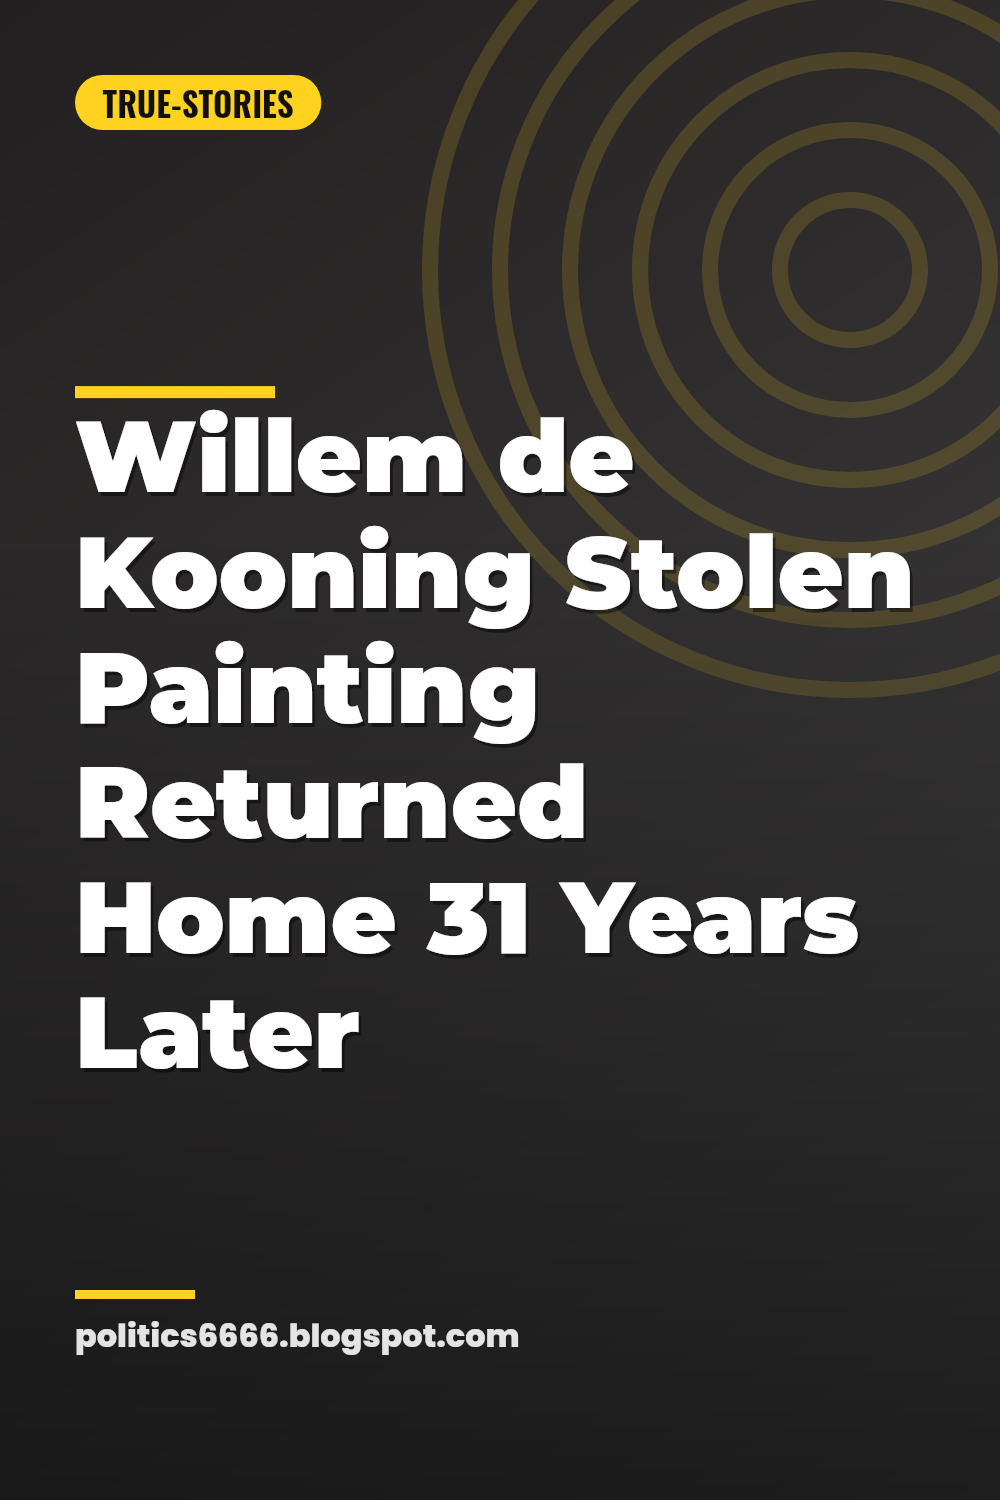 TRUE-STORIES
Willem de
Kooning Stolen
Painting
Returned
Home 31 Years
Later
politics6666.blogspot.com